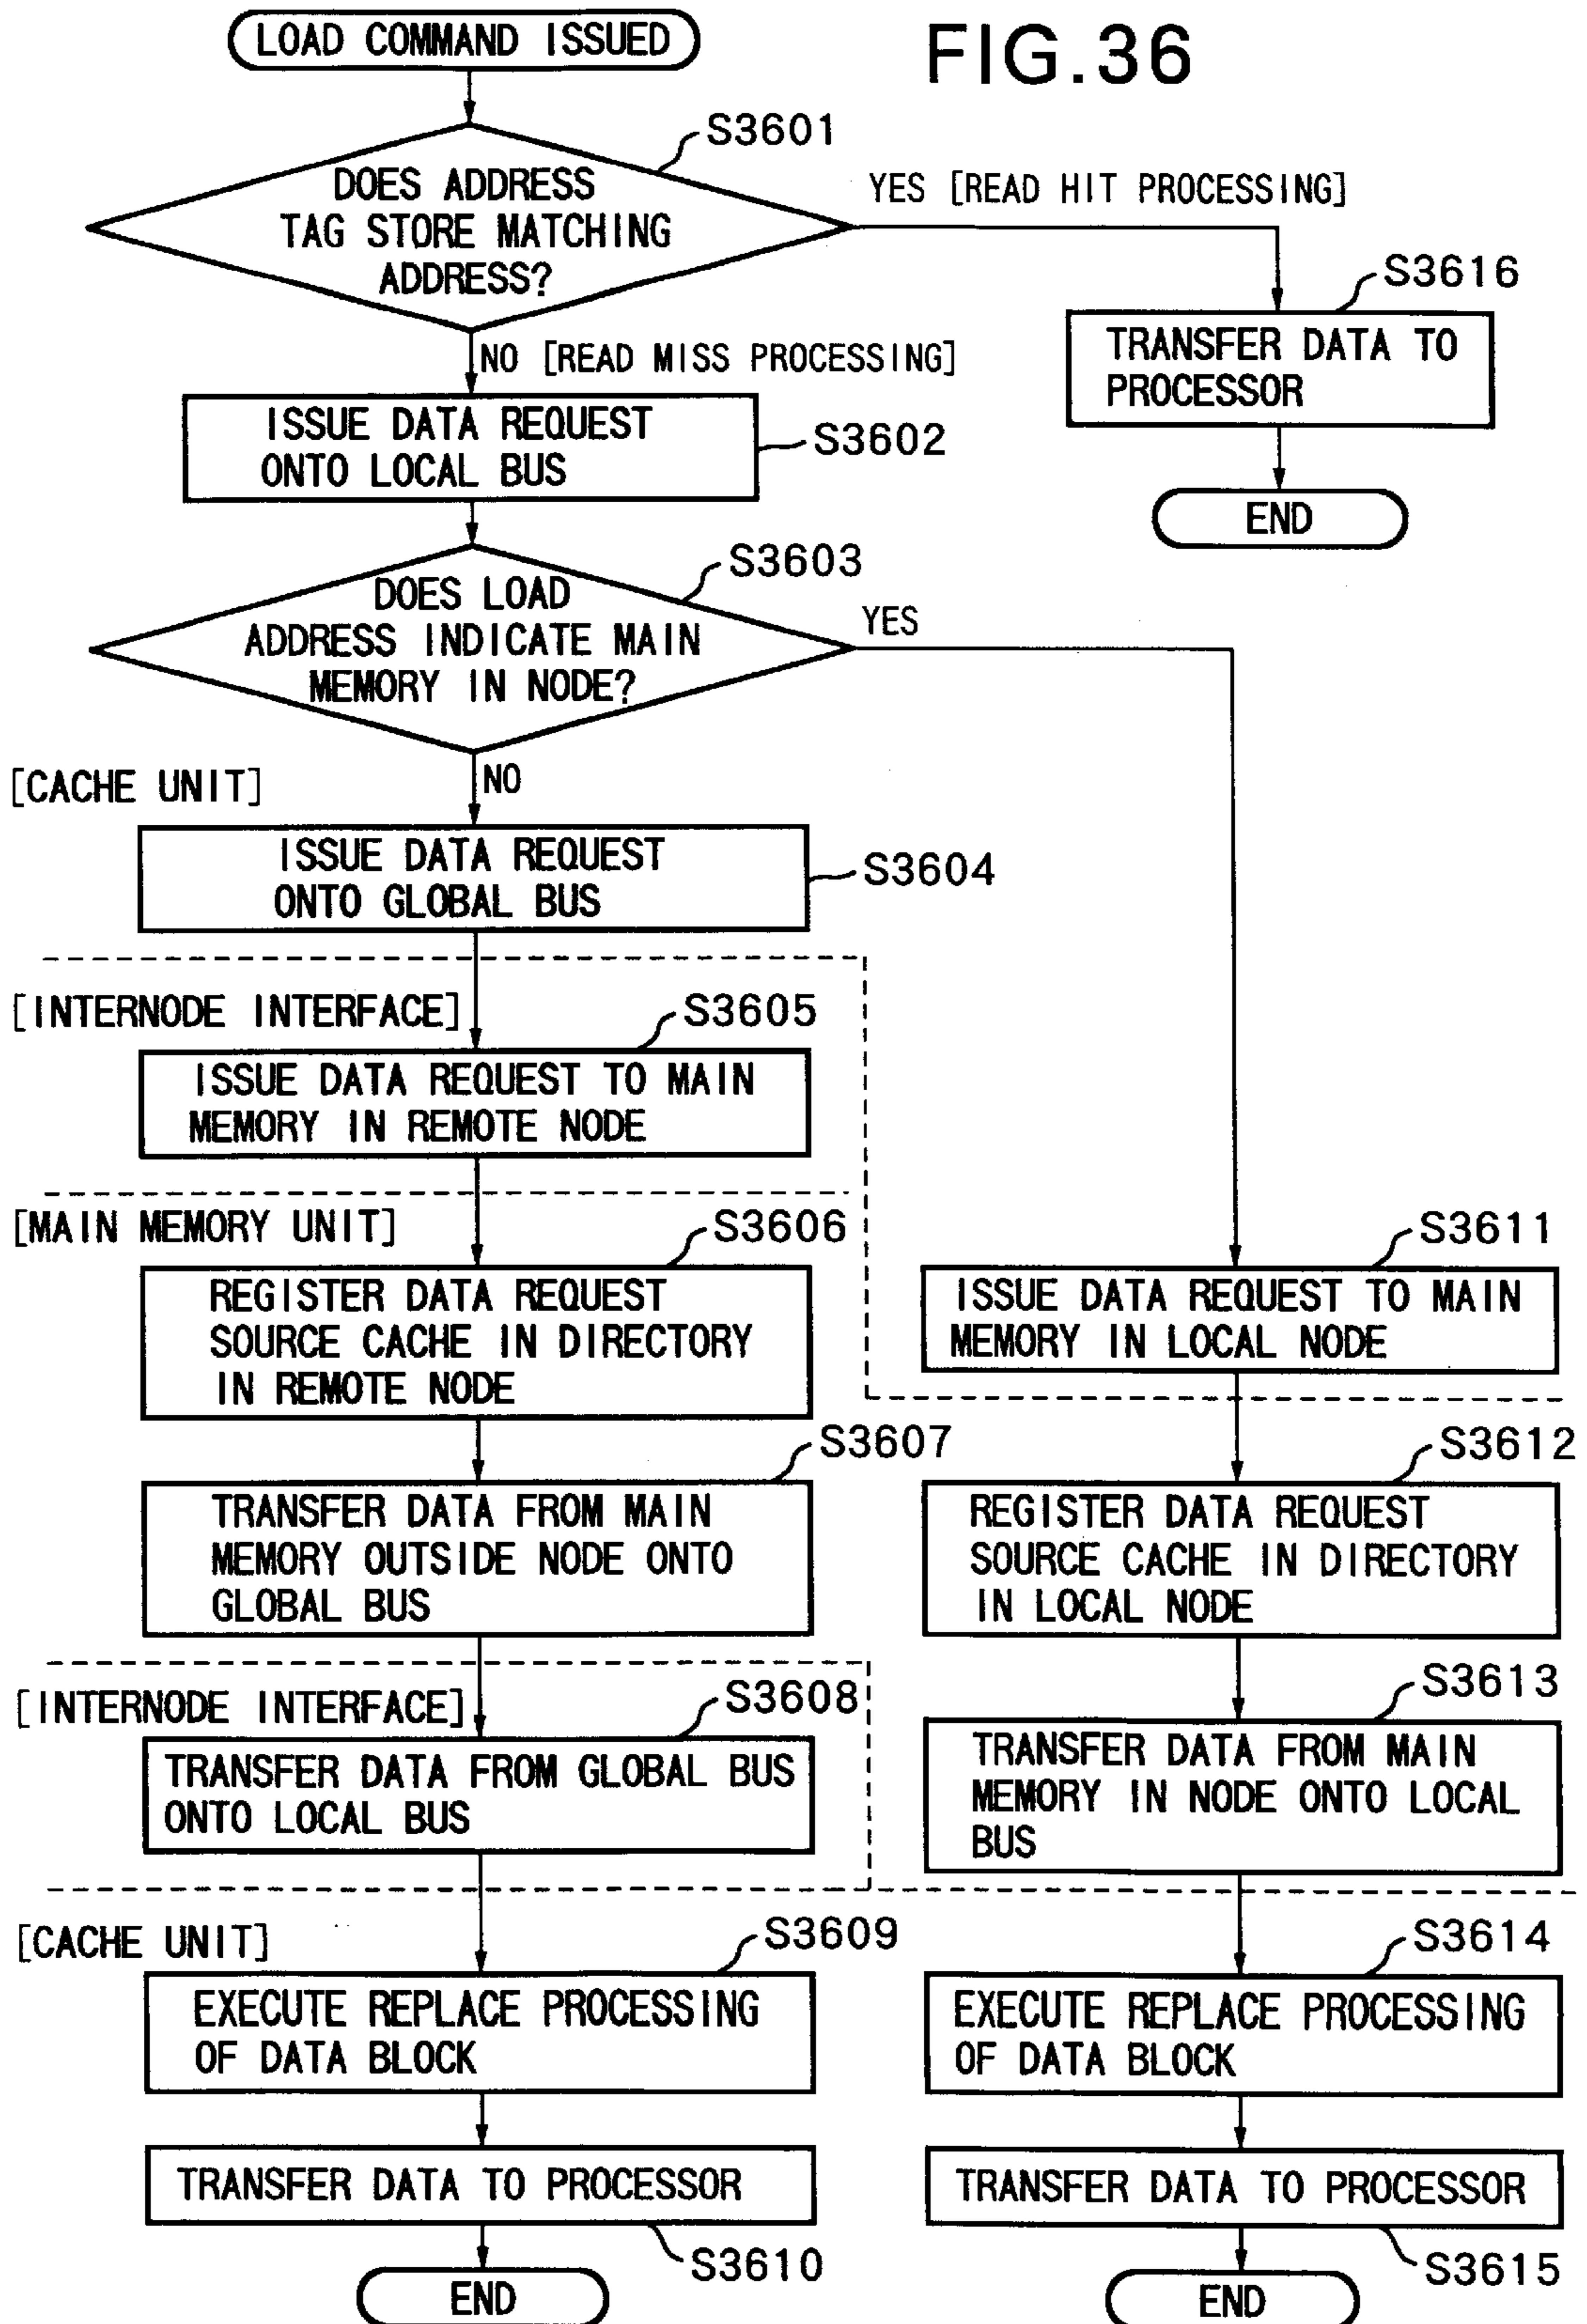 LOAD COMMAND ISSUED
FIG.36
S3601
DOES ADDRESS
TAG STORE MATCHING
ADDRESS?
YES [READ HIT PROCESSING]
S3616
TRANSFER DATA TO
PROCESSOR
END
NO [READ MISS PROCESSING]
ISSUE DATA REQUEST
ONTO LOCAL BUS
S3602
S3603
DOES LOAD
ADDRESS INDICATE MAIN
MEMORY IN NODE?
YES
NO
[CACHE UNIT]
ISSUE DATA REQUEST
ONTO GLOBAL BUS
S3604
[INTERNODE INTERFACE]
S3605
ISSUE DATA REQUEST TO MAIN
MEMORY IN REMOTE NODE
[MAIN MEMORY UNIT]
S3606
REGISTER DATA REQUEST
SOURCE CACHE IN DIRECTORY
IN REMOTE NODE
S3607
TRANSFER DATA FROM MAIN
MEMORY OUTSIDE NODE ONTO
GLOBAL BUS
[INTERNODE INTERFACE]
S3608
TRANSFER DATA FROM GLOBAL BUS
ONTO LOCAL BUS
[CACHE UNIT]
S3609
EXECUTE REPLACE PROCESSING
OF DATA BLOCK
TRANSFER DATA TO PROCESSOR
S3610
END
S3611
ISSUE DATA REQUEST TO MAIN
MEMORY IN LOCAL NODE
S3612
REGISTER DATA REQUEST
SOURCE CACHE IN DIRECTORY
IN LOCAL NODE
S3613
TRANSFER DATA FROM MAIN
MEMORY IN NODE ONTO LOCAL
BUS
S3614
EXECUTE REPLACE PROCESSING
OF DATA BLOCK
TRANSFER DATA TO PROCESSOR
S3615
END